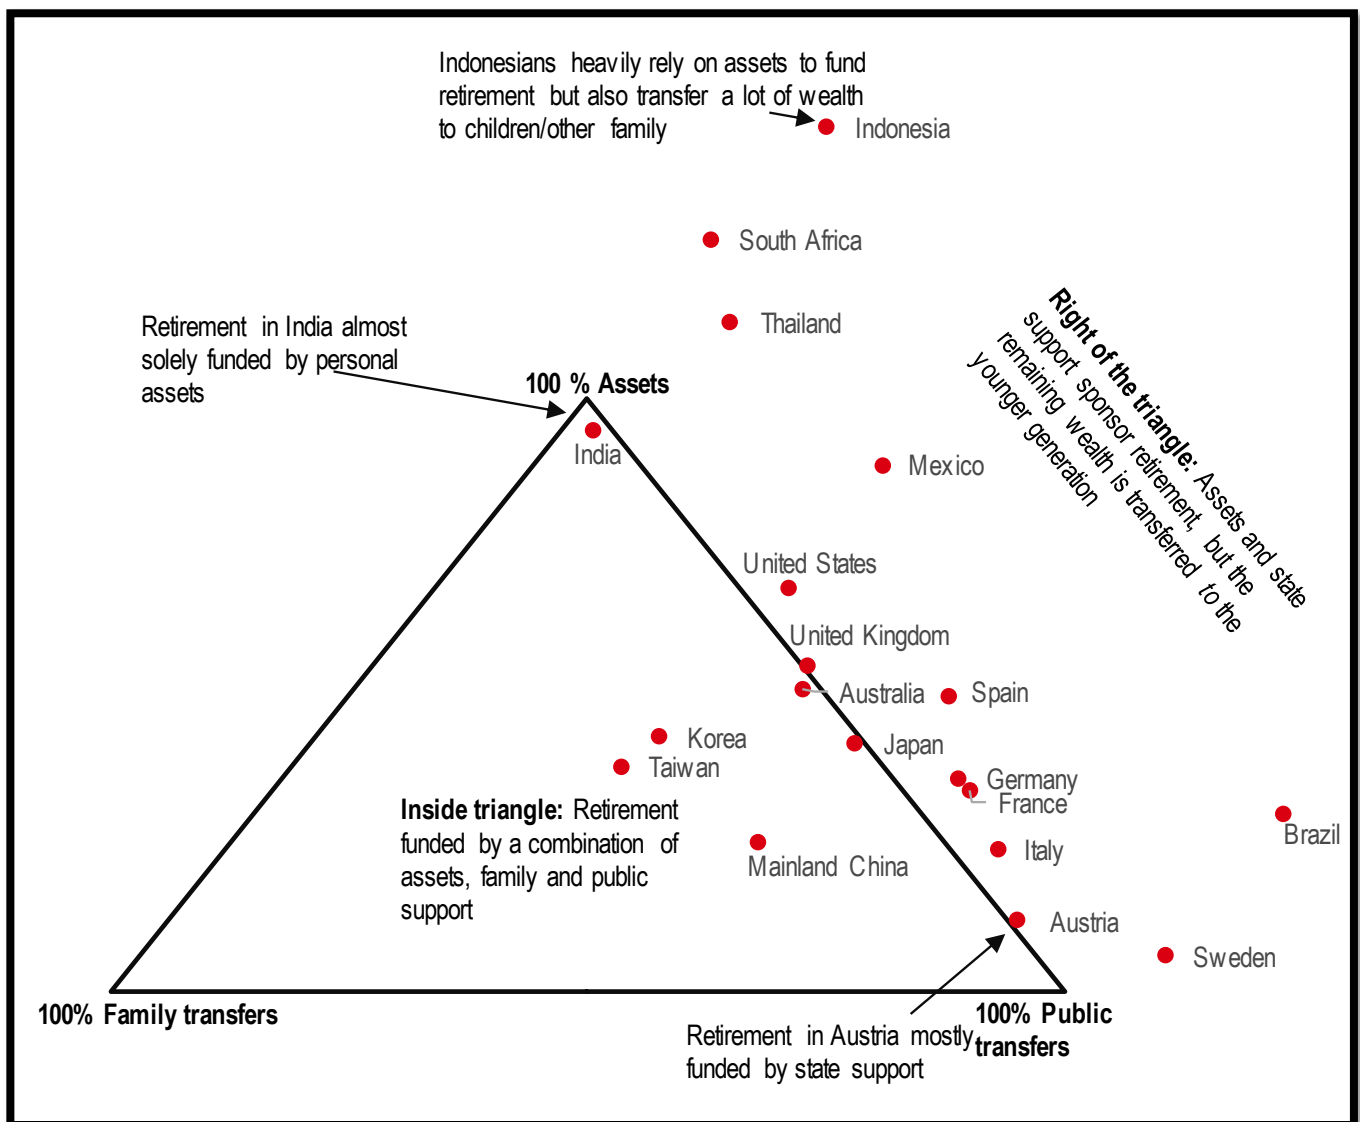 Indonesians heavily rely on assets to fund
retirement but also transfer a lot of wealth
to children/other family
Indonesia
South Africa
Thailand
Retirement in India almost
solely funded by personal
assets
100 % Assets
India
Right of the triangle: Assets and state
support sponsor retirement, but the
remaining wealth is transferred to the
younger generation
Mexico
United States
United Kingdom
Australia
Spain
Korea
Japan
Taiwan
Germany
France
Inside triangle: Retirement
funded by a combination of
assets, family and public
support
Brazil
Italy
Mainland China
Austria
Sweden
100% Family transfers
100% Public
transfers
Retirement in Austria mostly
funded by state support